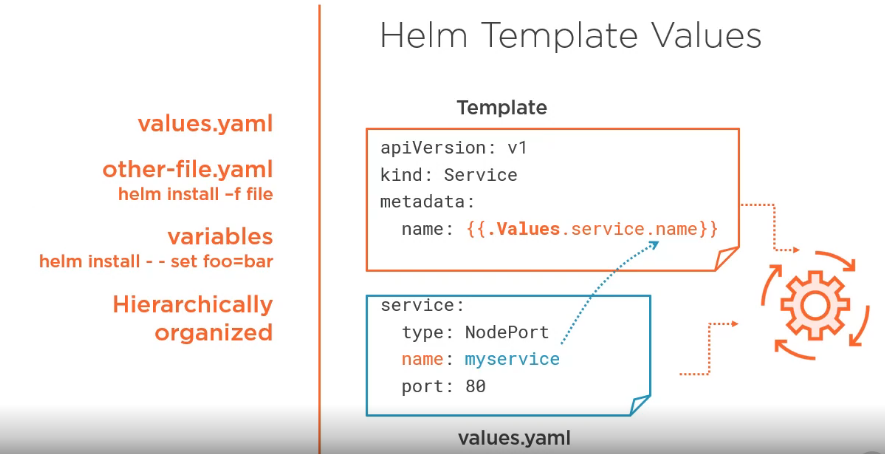 Helm Template Values
values.yaml
other-file.yaml
helm install –f file
variables
helm install - - set foo=bar
Hierarchically
organized
Template
apiVersion: v1
kind: Service
metadata:
  name: {{.Values.service.name}}
service:
  type: NodePort
  name: myservice
  port: 80
values.yaml